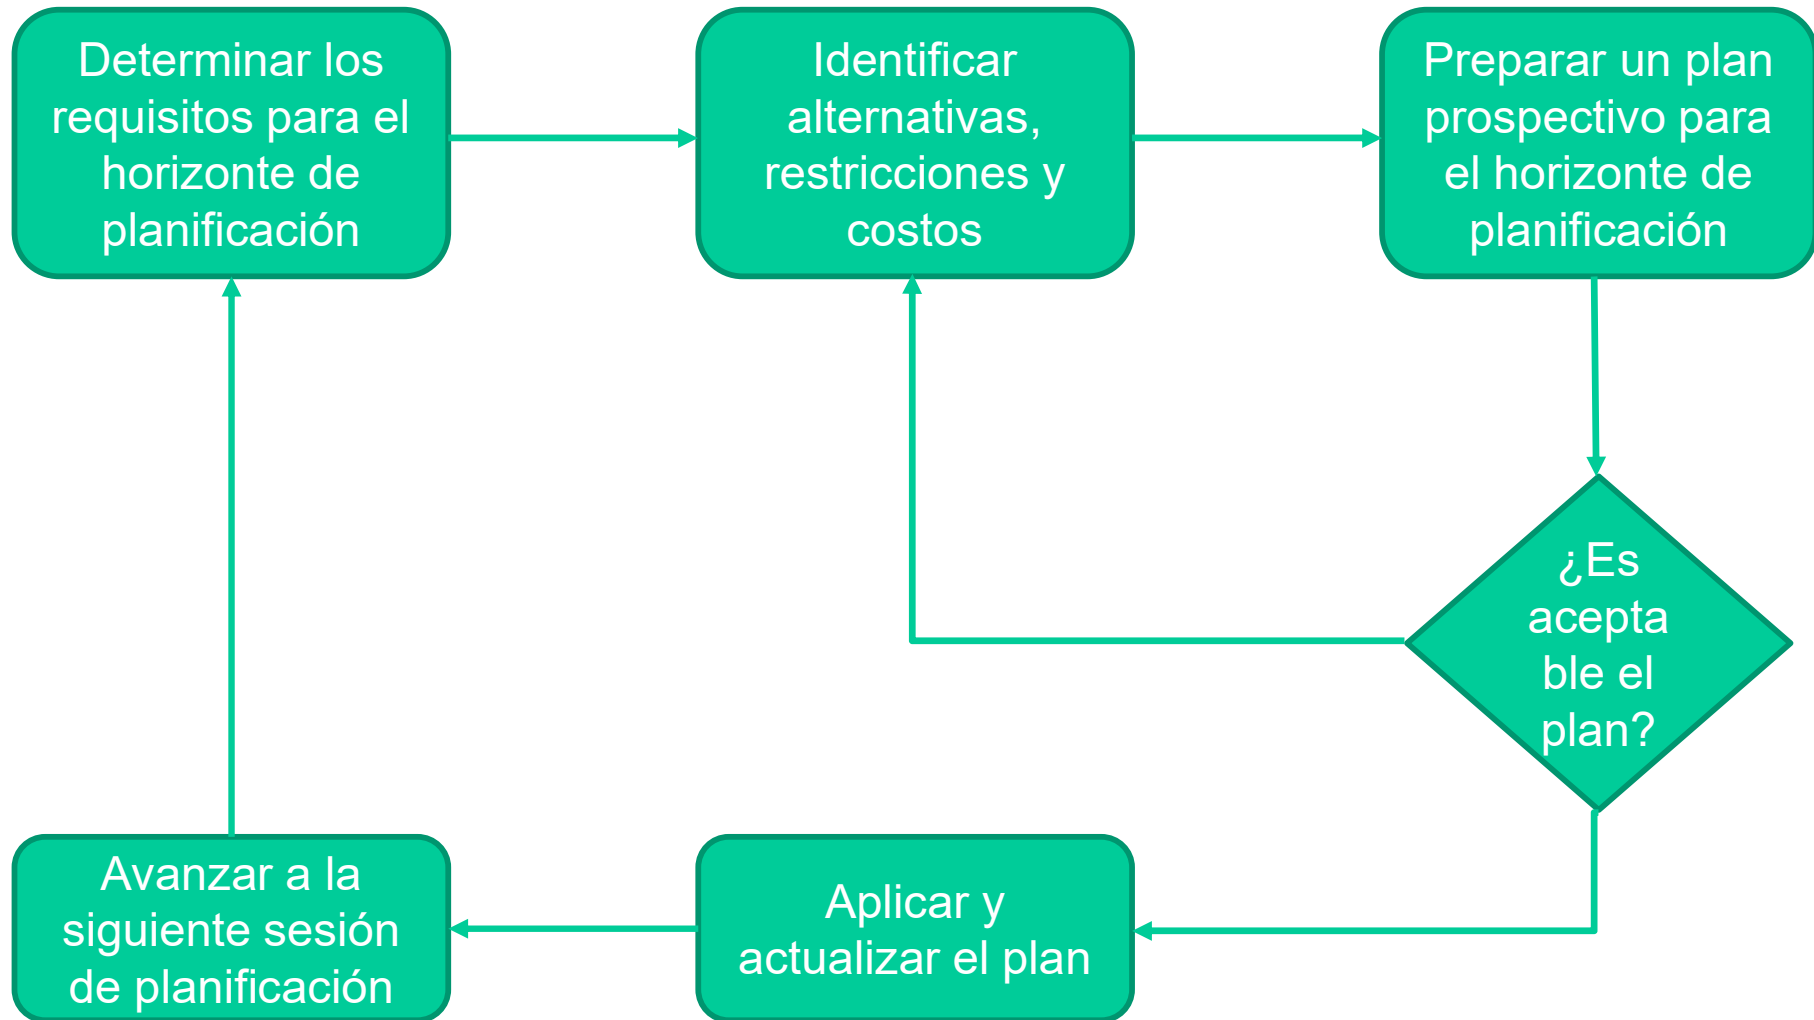 Determinar los
requisitos para el
horizonte de
planificación
Identificar
alternativas,
restricciones y
costos
Preparar un plan
prospectivo para
el horizonte de
planificación
¿Es
acepta
ble el
plan?
Aplicar y
actualizar el plan
Avanzar a la
siguiente sesión
de planificación